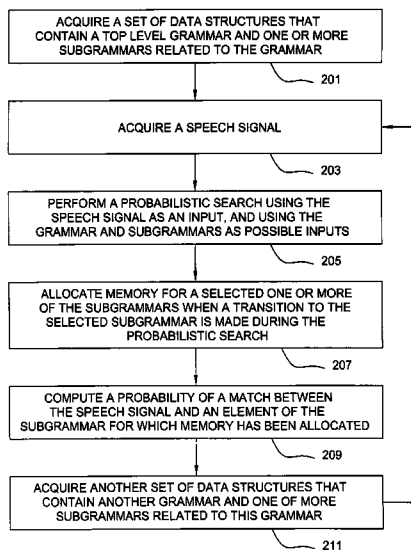 ACQUIRE A SET OF DATA STRUCTURES THAT
CONTAIN A TOP LEVEL GRAMMAR AND ONE OR MORE
SUBGRAMMARS RELATED TO THE GRAMMAR
201
ACQUIRE A SPEECH SIGNAL
203
PERFORM A PROBABILISTIC SEARCH USING THE
SPEECH SIGNAL AS AN INPUT, AND USING THE
GRAMMAR AND SUBGRAMMARS AS POSSIBLE INPUTS
205
ALLOCATE MEMORY FOR A SELECTED ONE OR MORE
OF THE SUBGRAMMARS WHEN A TRANSITION TO THE
SELECTED SUBGRAMMAR IS MADE DURING THE
PROBABILISTIC SEARCH
207
COMPUTE A PROBABILITY OF A MATCH BETWEEN
THE SPEECH SIGNAL AND AN ELEMENT OF THE
SUBGRAMMAR FOR WHICH MEMORY HAS BEEN ALLOCATED
209
ACQUIRE ANOTHER SET OF DATA STRUCTURES THAT
CONTAIN ANOTHER GRAMMAR AND ONE OF MORE
SUBGRAMMARS RELATED TO THIS GRAMMAR
211